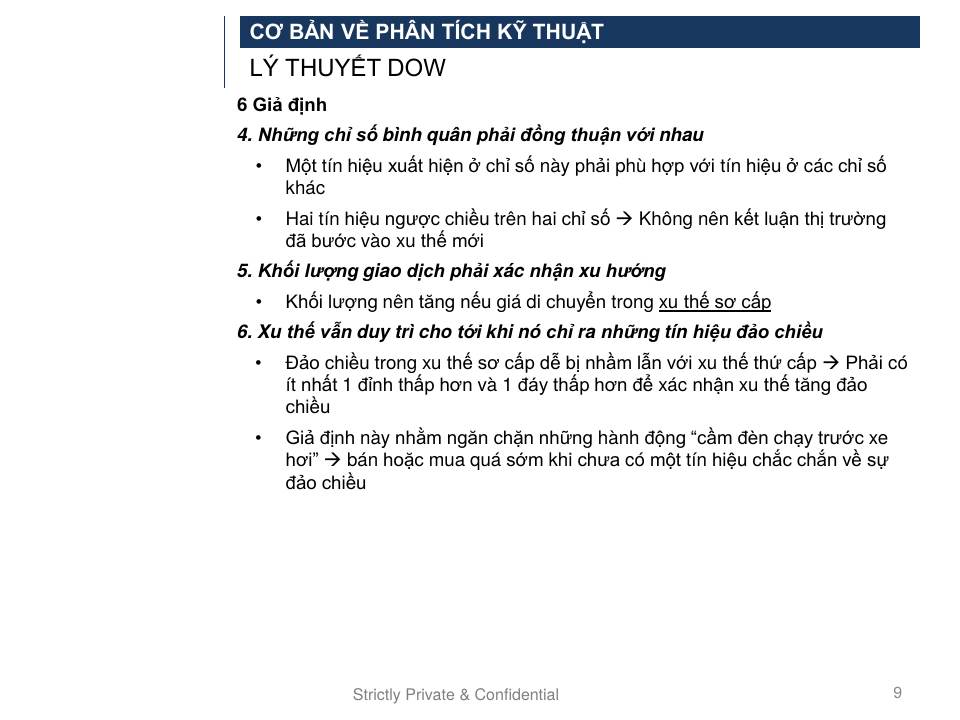 CƠ BẢN VỀ PHÂN TÍCH KỸ THUẬT
LÝ THUYẾT DOW
6 Giả định
4. Những chỉ số bình quân phải đồng thuận với nhau
• Một tín hiệu xuất hiện ở chỉ số này phải phù hợp với tín hiệu ở các chỉ số
khác
• Hai tín hiệu ngược chiều trên hai chỉ số → Không nên kết luận thị trường
đã bước vào xu thế mới
5. Khối lượng giao dịch phải xác nhận xu hướng
• Khối lượng nên tăng nếu giá di chuyển trong xu thế sơ cấp
6. Xu thế vẫn duy trì cho tới khi nó chỉ ra những tín hiệu đảo chiều
• Đảo chiều trong xu thế sơ cấp dễ bị nhầm lẫn với xu thế thứ cấp → Phải có
ít nhất 1 đỉnh thấp hơn và 1 đáy thấp hơn để xác nhận xu thế tăng đảo
chiều
• Giả định này nhằm ngăn chặn những hành động “cầm đèn chạy trước xe
hơi” → bán hoặc mua quá sớm khi chưa có một tín hiệu chắc chắn về sự
đảo chiều
Strictly Private & Confidential
9